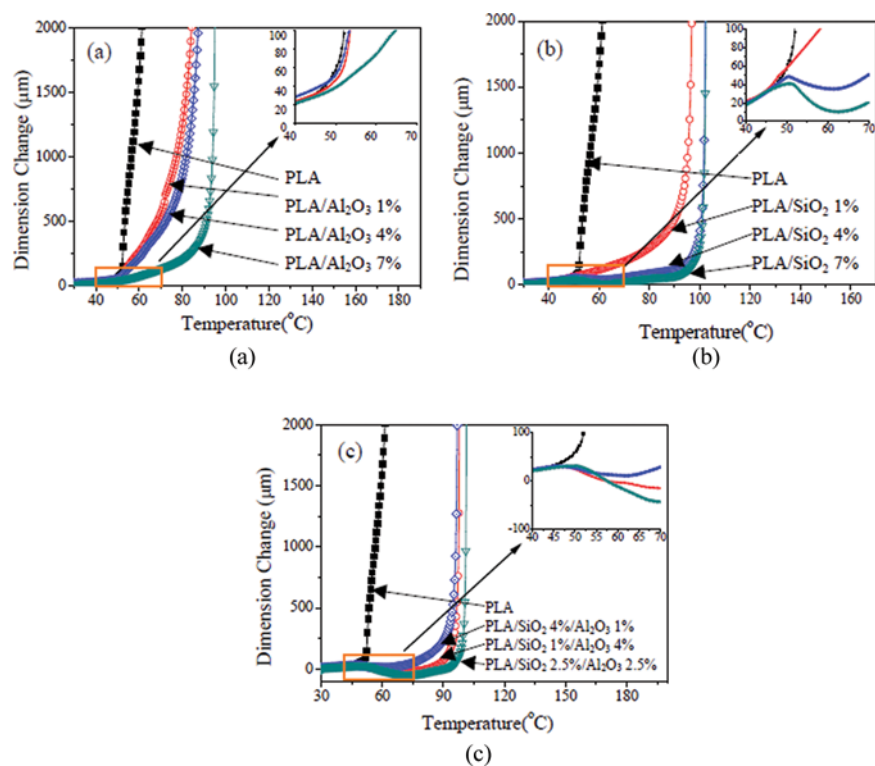 (a)
Dimension Change (μm)
2000
1500
1000
500
0
100
80
60
40
20
0
40 50 60 70
PLA
PLA/Al₂O₃ 1%
PLA/Al₂O₃ 4%
PLA/Al₂O₃ 7%
40 60 80 100 120 140 160 180
Temperature(°C)
(a)
(b)
Dimension Change (μm)
2000
1500
1000
500
0
100
80
60
40
20
0
40 50 60 70
PLA
PLA/SiO₂ 1%
PLA/SiO₂ 4%
PLA/SiO₂ 7%
40 60 80 100 120 140 160
Temperature(°C)
(b)
(c)
Dimension Change (μm)
2000
1500
1000
500
0
100
0
-100
40 45 50 55 60 65 70
PLA
PLA/SiO₂ 4%/Al₂O₃ 1%
PLA/SiO₂ 1%/Al₂O₃ 4%
PLA/SiO₂ 2.5%/Al₂O₃ 2.5%
30 60 90 120 150 180
Temperature(°C)
(c)